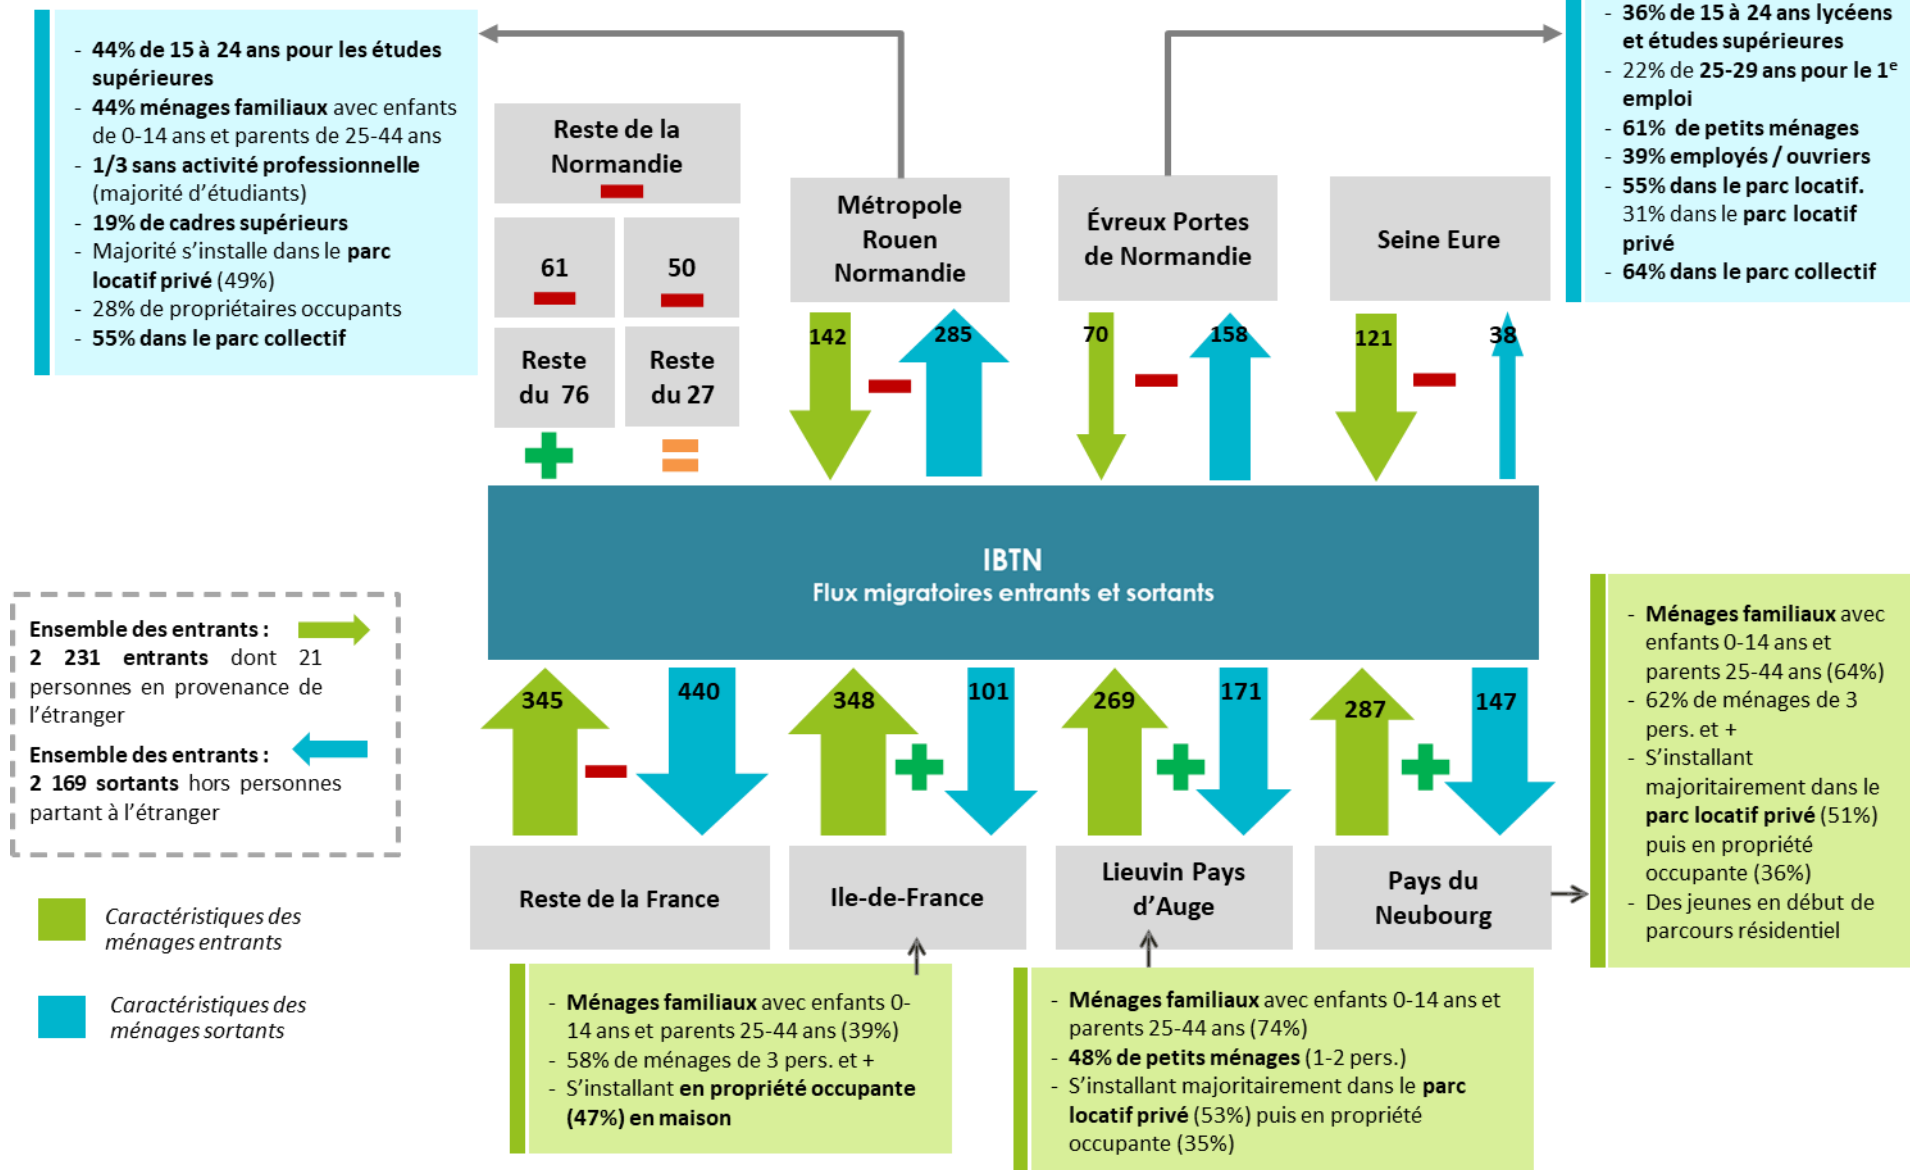 - 44% de 15 à 24 ans pour les études
supérieures
- 44% ménages familiaux avec enfants
de 0-14 ans et parents de 25-44 ans
- 1/3 sans activité professionnelle
(majorité d'étudiants)
- 19% de cadres supérieurs
- Majorité s'installe dans le parc
locatif privé (49%)
- 28% de propriétaires occupants
- 55% dans le parc collectif
Reste de la
Normandie
61
50
Reste
du 76
Reste
du 27
Métropole
Rouen
Normandie
Évreux Portes
de Normandie
Seine Eure
- 36% de 15 à 24 ans lycéens
et études supérieures
- 22% de 25-29 ans pour le 1e
emploi
- 61% de petits ménages
- 39% employés / ouvriers
- 55% dans le parc locatif.
31% dans le parc locatif
privé
- 64% dans le parc collectif
142
285
70
158
121
38
IBTN
Flux migratoires entrants et sortants
Ensemble des entrants :
2 231 entrants dont 21
personnes en provenance de
l'étranger
Ensemble des entrants :
2 169 sortants hors personnes
partant à l'étranger
Caractéristiques des
ménages entrants
Caractéristiques des
ménages sortants
345
440
348
101
269
171
287
147
Reste de la France
Ile-de-France
Lieuvin Pays
d'Auge
Pays du
Neubourg
- Ménages familiaux avec
enfants 0-14 ans et
parents 25-44 ans (64%)
- 62% de ménages de 3
pers. et +
- S'installant
majoritairement dans le
parc locatif privé (51%)
puis en propriété
occupante (36%)
- Des jeunes en début de
parcours résidentiel
- Ménages familiaux avec enfants 0-
14 ans et parents 25-44 ans (39%)
- 58% de ménages de 3 pers. et +
- S'installant en propriété occupante
(47%) en maison
- Ménages familiaux avec enfants 0-14 ans et
parents 25-44 ans (74%)
- 48% de petits ménages (1-2 pers.)
- S'installant majoritairement dans le parc
locatif privé (53%) puis en propriété
occupante (35%)